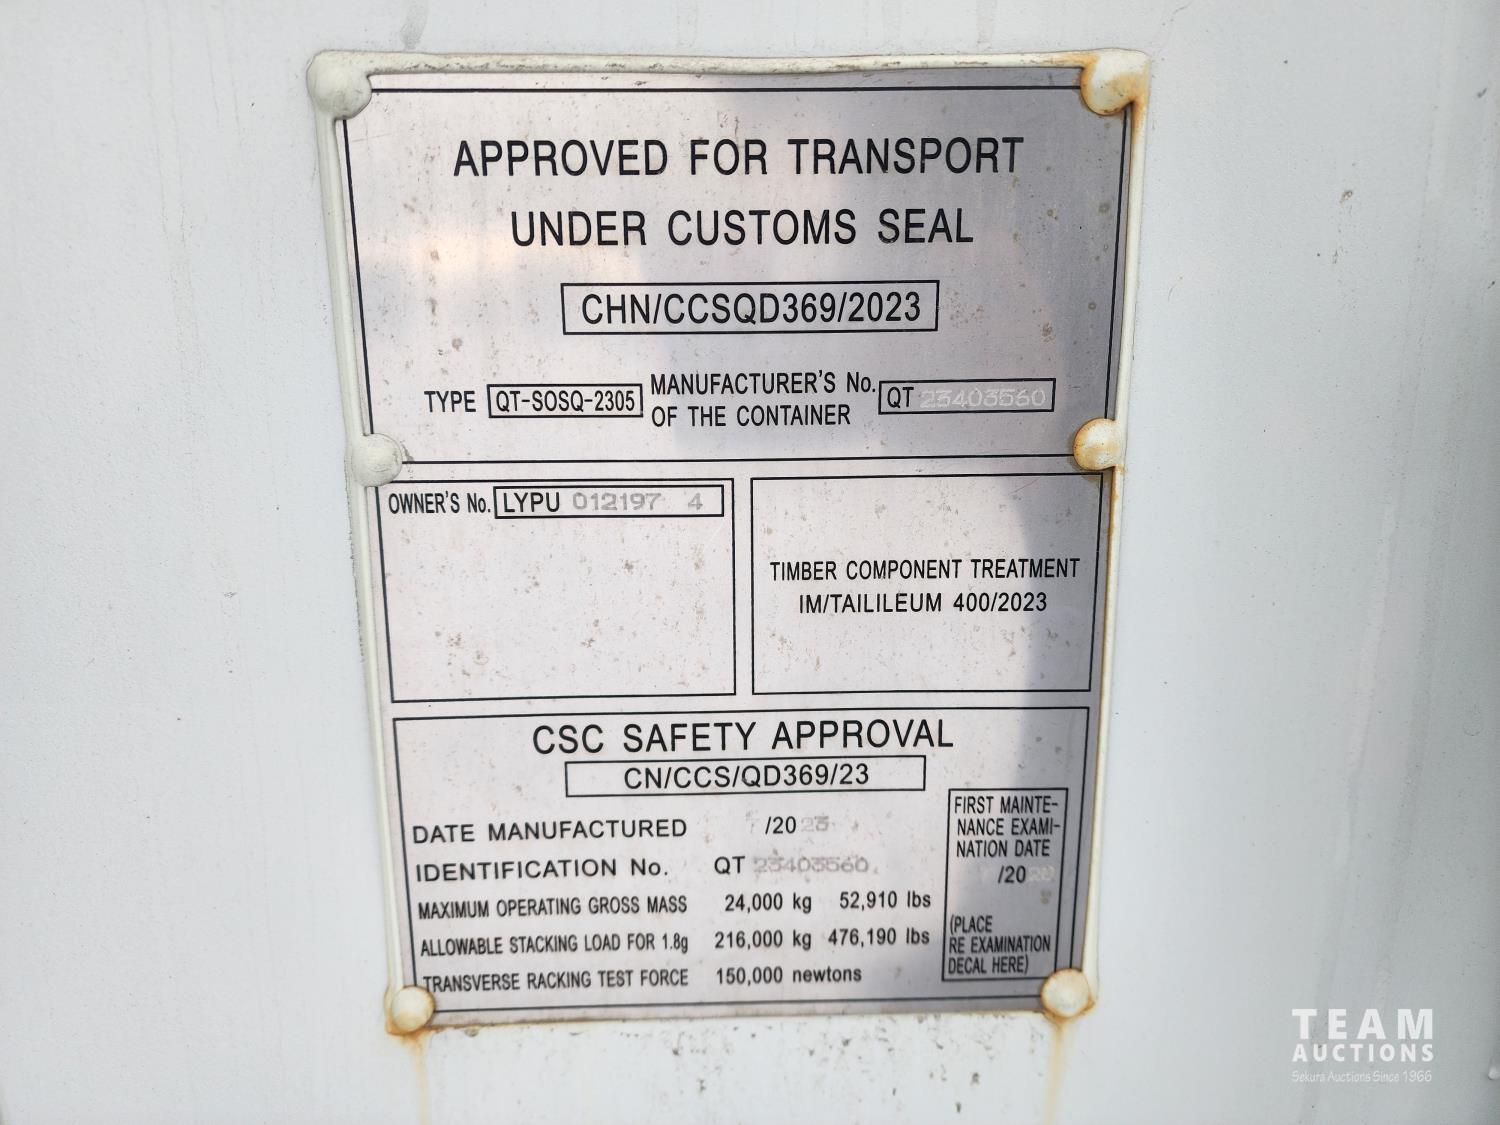 APPROVED FOR TRANSPORT
UNDER CUSTOMS SEAL
CHN/CCSQD369/2023
TYPE QT-SOSQ-2305 MANUFACTURER'S No. OF THE CONTAINER QT 23403560
OWNER'S No. LYPU 012197 4
TIMBER COMPONENT TREATMENT
IM/TAILILEUM 400/2023
CSC SAFETY APPROVAL
CN/CCS/QD369/23
DATE MANUFACTURED /2023
IDENTIFICATION No. QT 23403560
MAXIMUM OPERATING GROSS MASS 24,000 kg 52,910 lbs
ALLOWABLE STACKING LOAD FOR 1.8g 216,000 kg 476,190 lbs
TRANSVERSE RACKING TEST FORCE 150,000 newtons
FIRST MAINTE-
NANCE EXAMI-
NATION DATE
/20
(PLACE
RE EXAMINATION
DECAL HERE)
TEAM
AUCTIONS
Sekura Auctions Since 1966